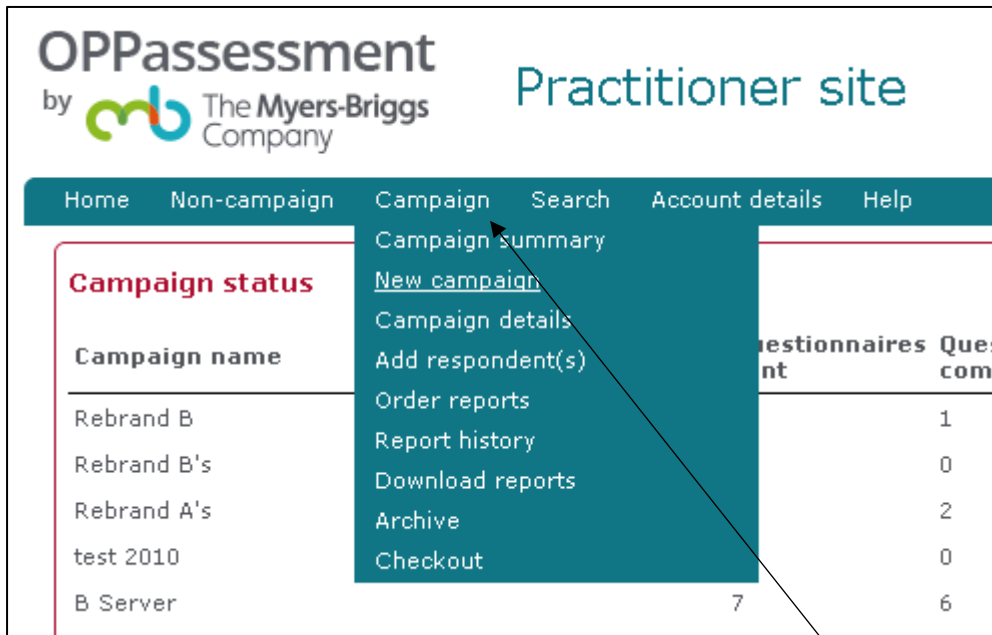 OPPassessment
by The Myers-Briggs
Company
Practitioner site
Home Non-campaign Campaign Search Account details Help
Campaign summary
New campaign
Campaign details
Add respondent(s)
Order reports
Report history
Download reports
Archive
Checkout
Campaign status
Campaign name
Rebrand B 1
Rebrand B's 0
Rebrand A's 2
test 2010 0
B Server 7 6